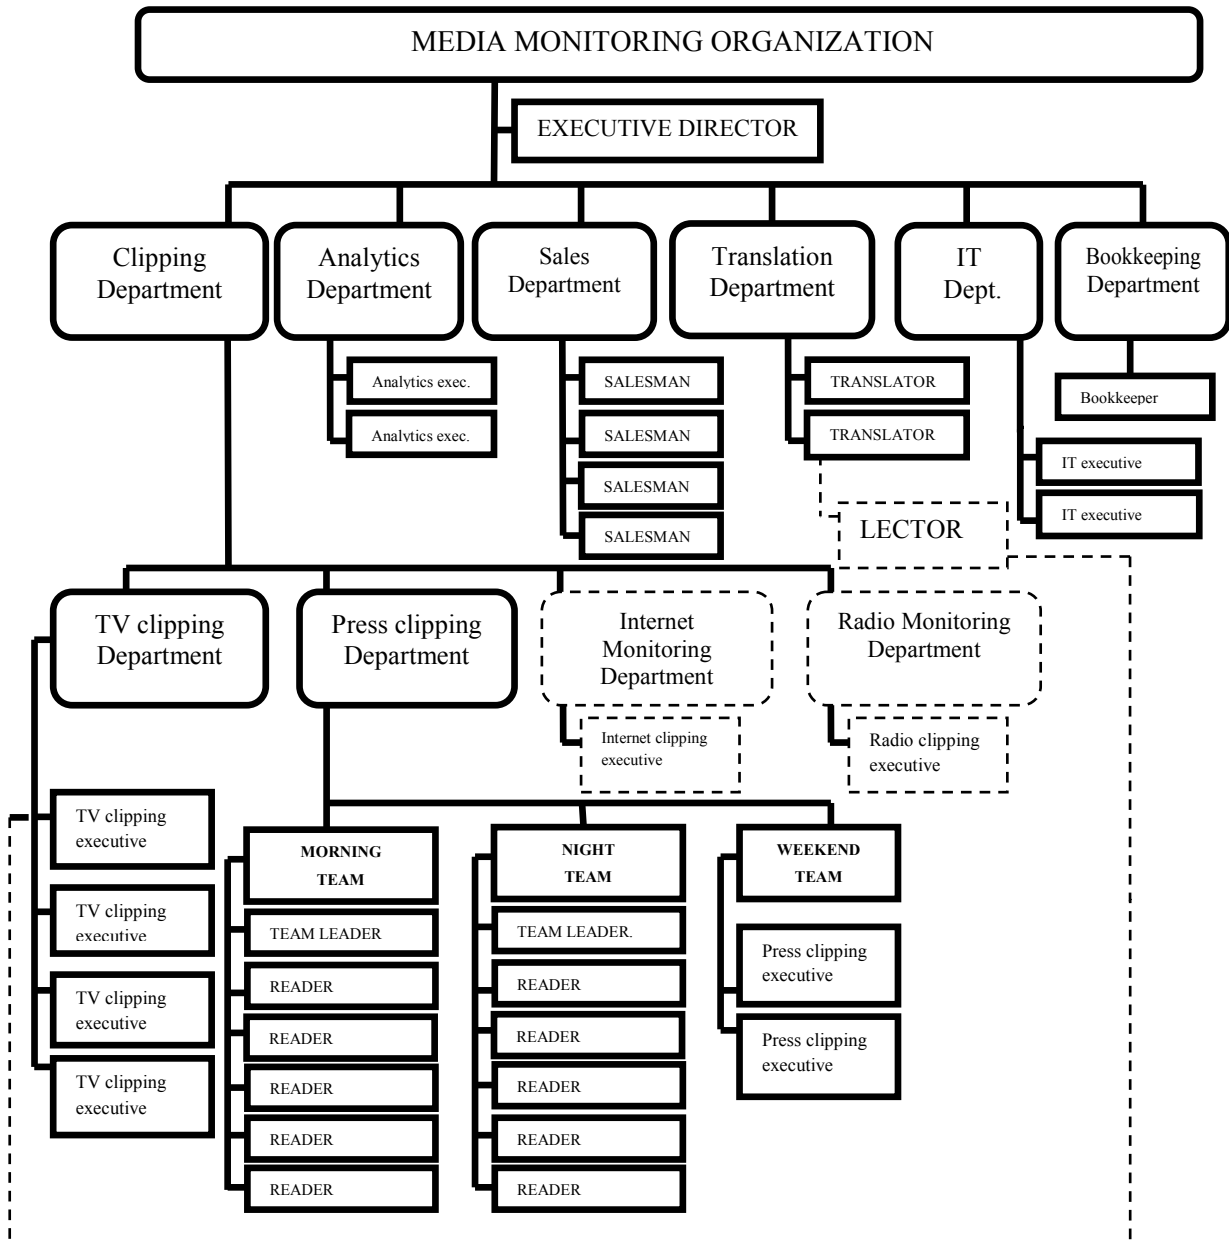 MEDIA MONITORING ORGANIZATION
EXECUTIVE DIRECTOR
Clipping
Department
Analytics
Department
Sales
Department
Translation
Department
IT
Dept.
Bookkeeping
Department
Analytics exec.
Analytics exec.
SALESMAN
SALESMAN
SALESMAN
SALESMAN
TRANSLATOR
TRANSLATOR
LECTOR
IT executive
IT executive
Bookkeeper
TV clipping
Department
Press clipping
Department
Internet
Monitoring
Department
Radio Monitoring
Department
Internet clipping
executive
Radio clipping
executive
TV clipping
executive
TV clipping
executive
TV clipping
executive
TV clipping
executive
MORNING
TEAM
TEAM LEADER
READER
READER
READER
READER
READER
NIGHT
TEAM
TEAM LEADER.
READER
READER
READER
READER
READER
WEEKEND
TEAM
Press clipping
executive
Press clipping
executive